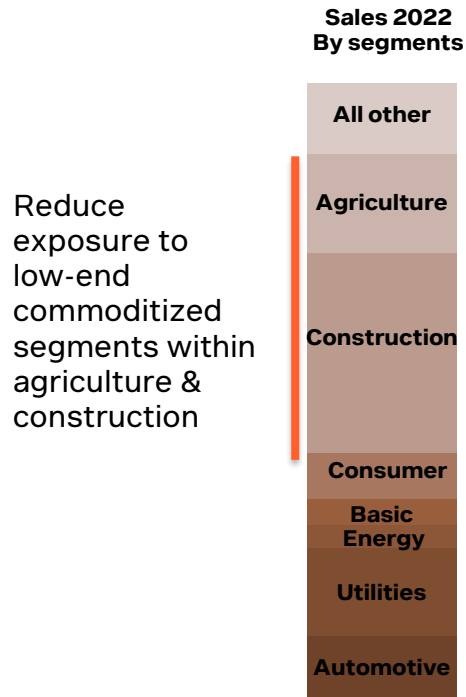 Sales 2022
By segments
All other
Agriculture
Reduce
exposure to
low-end
commoditized
segments within
agriculture &
construction
Construction
Consumer
Basic
Energy
Utilities
Automotive